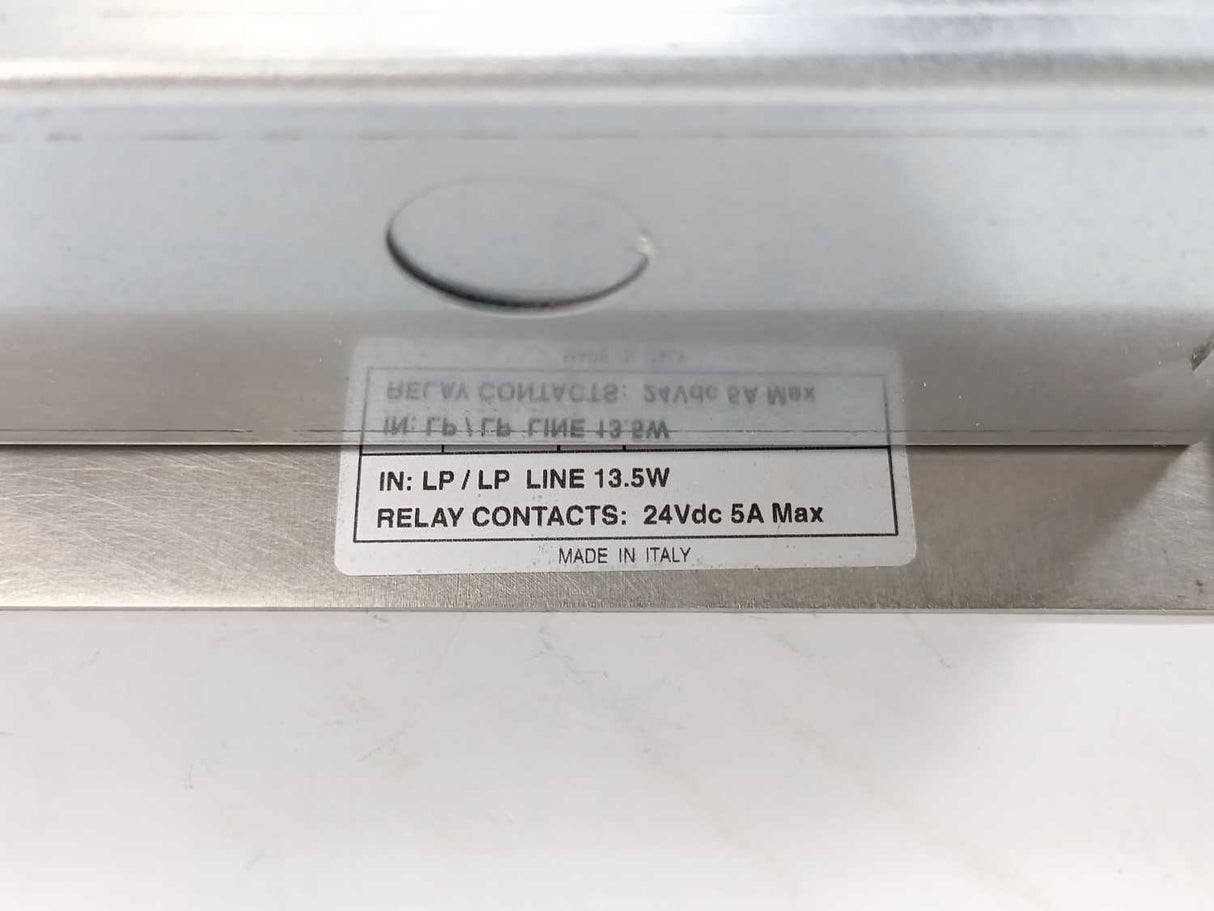 IN: LP / LP LINE 13.5W
RELAY CONTACTS: 24Vdc 5A Max
MADE IN ITALY